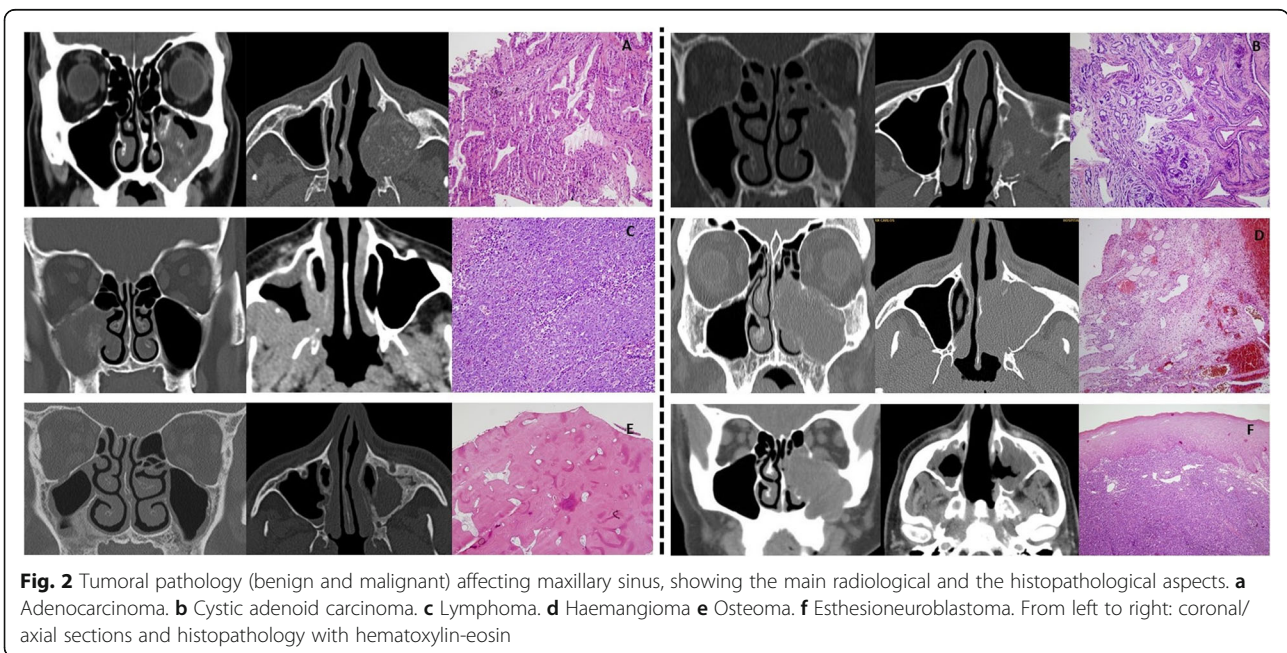 A
B
C
D
E
F
Fig. 2 Tumoral pathology (benign and malignant) affecting maxillary sinus, showing the main radiological and the histopathological aspects. a
Adenocarcinoma. b Cystic adenoid carcinoma. c Lymphoma. d Haemangioma e Osteoma. f Esthesioneuroblastoma. From left to right: coronal/
axial sections and histopathology with hematoxylin-eosin